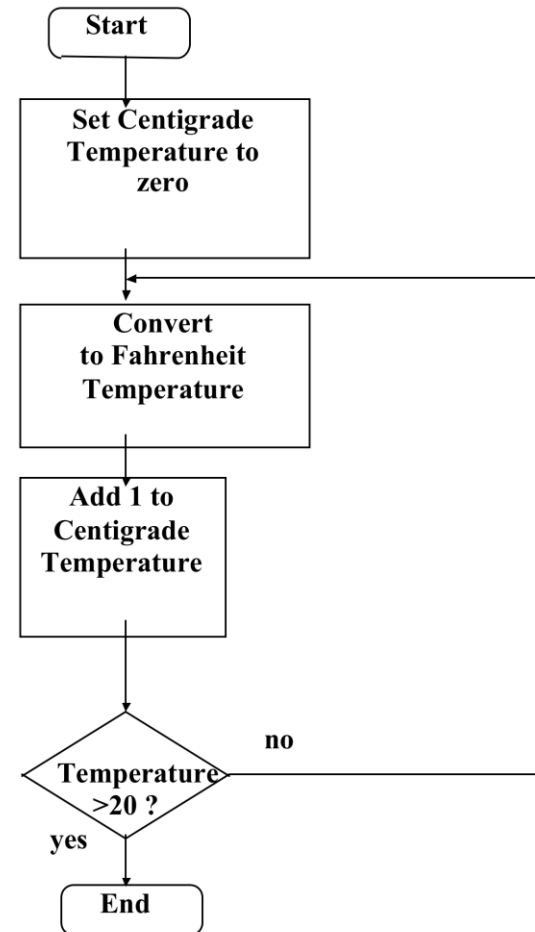 Start
Set Centigrade
Temperature to
zero
Convert
to Fahrenheit
Temperature
Add 1 to
Centigrade
Temperature
no
Temperature
>20 ?
yes
End